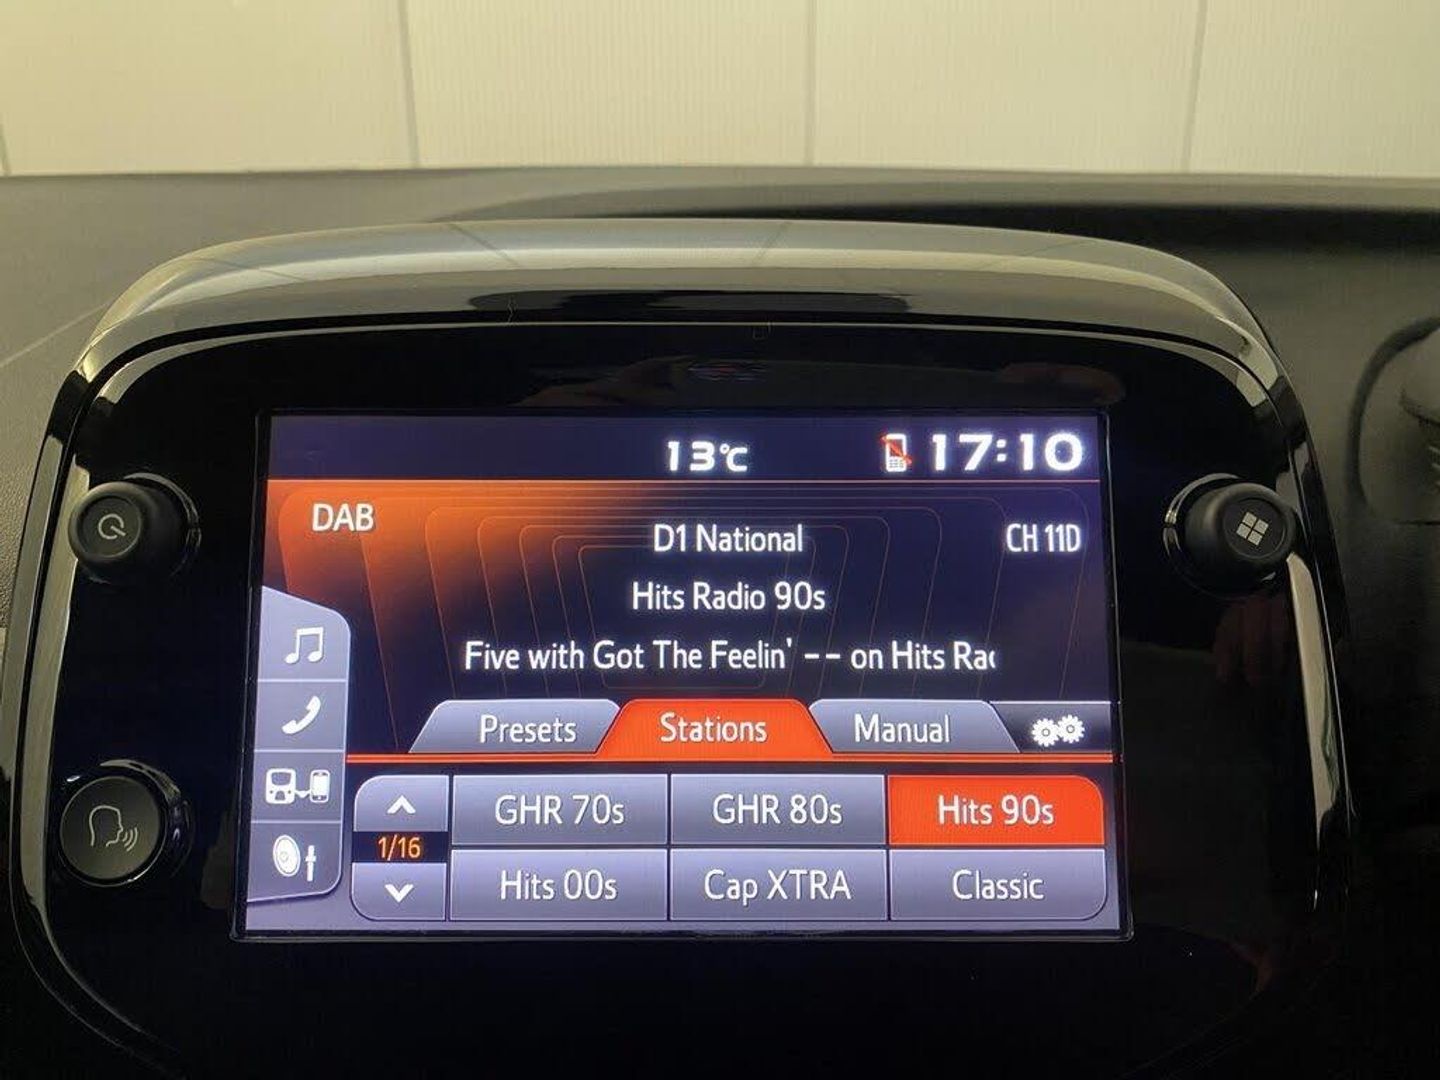 13°C 17:10
DAB
D1 National CH 11D
Hits Radio 90s
Five with Got The Feelin' -- on Hits Rac
Presets Stations Manual
GHR 70s GHR 80s Hits 90s
1/16
Hits 00s Cap XTRA Classic